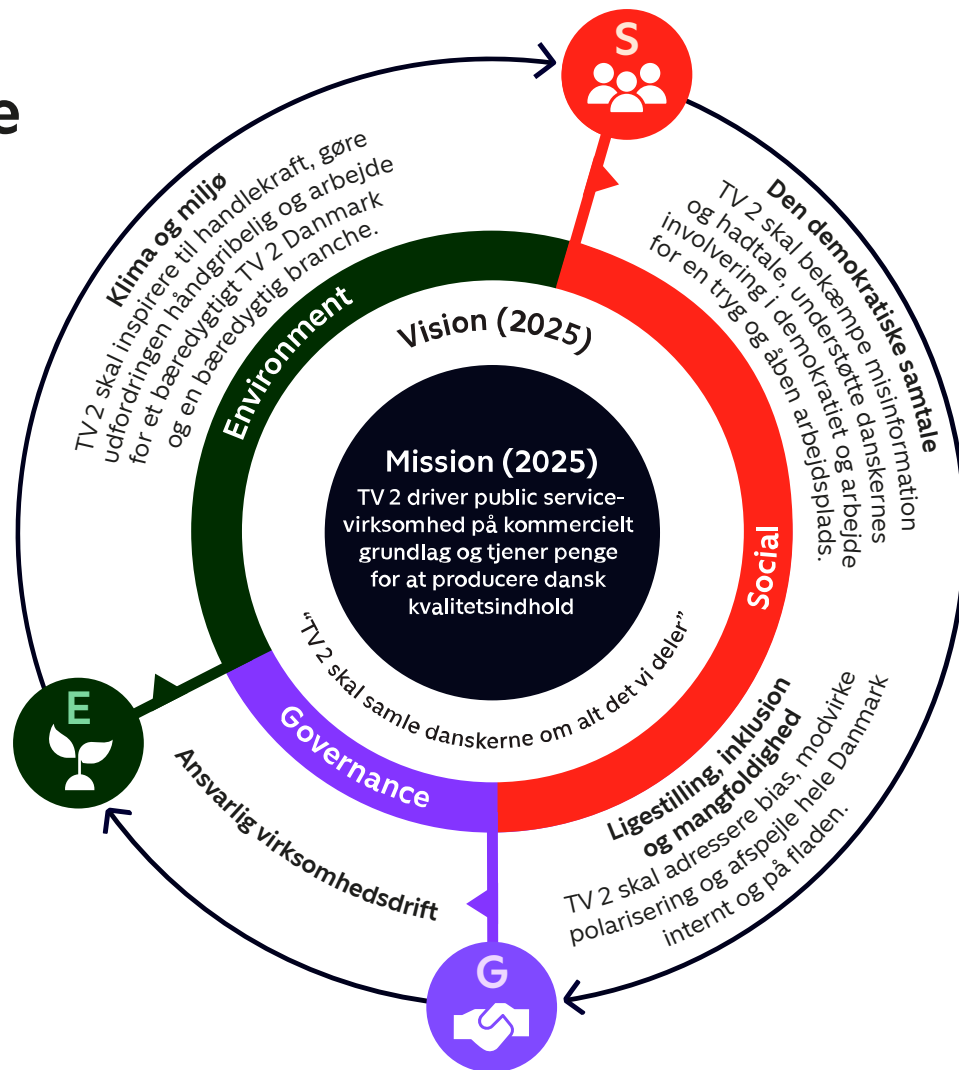 e
S
Klima og miljø
TV 2 skal inspirere til handlekraft, gøre
udfordringen håndgribelig og arbejde
for et bæredygtigt TV 2 Danmark
og en bæredygtig branche.
Den demokratiske samtale
TV 2 skal bekæmpe misinformation
og hadtale, understøtte danskernes
involvering i demokratiet og arbejde
for en tryg og åben arbejdsplads.
Environment
Vision (2025)
Mission (2025)
TV 2 driver public service-
virksomhed på kommercielt
grundlag og tjener penge
for at producere dansk
kvalitetsindhold
Social
“TV 2 skal samle danskerne om alt det vi deler”
Governance
E
Ansvarlig virksomhedsdrift
Ligestilling, inklusion
og mangfoldighed
TV 2 skal adressere bias, modvirke
polarisering og afspejle hele Danmark
internt og på fladen.
G